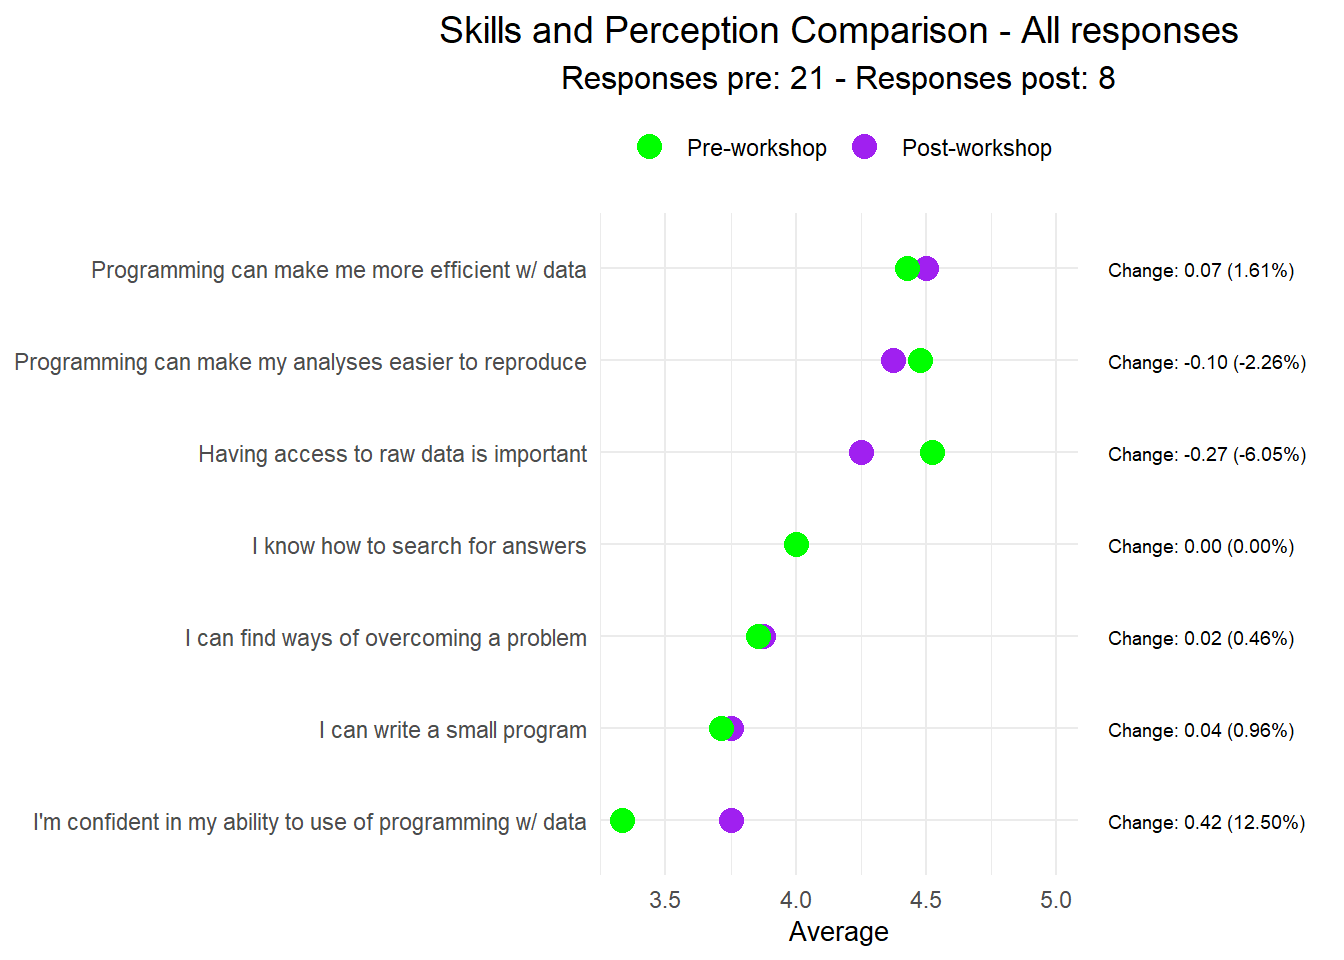 Skills and Perception Comparison - All responses
Responses pre: 21 - Responses post: 8
Pre-workshop Post-workshop
Programming can make me more efficient w/ data Change: 0.07 (1.61%)
Programming can make my analyses easier to reproduce Change: -0.10 (-2.26%)
Having access to raw data is important Change: -0.27 (-6.05%)
I know how to search for answers Change: 0.00 (0.00%)
I can find ways of overcoming a problem Change: 0.02 (0.46%)
I can write a small program Change: 0.04 (0.96%)
I'm confident in my ability to use of programming w/ data Change: 0.42 (12.50%)
3.5 4.0 4.5 5.0
Average